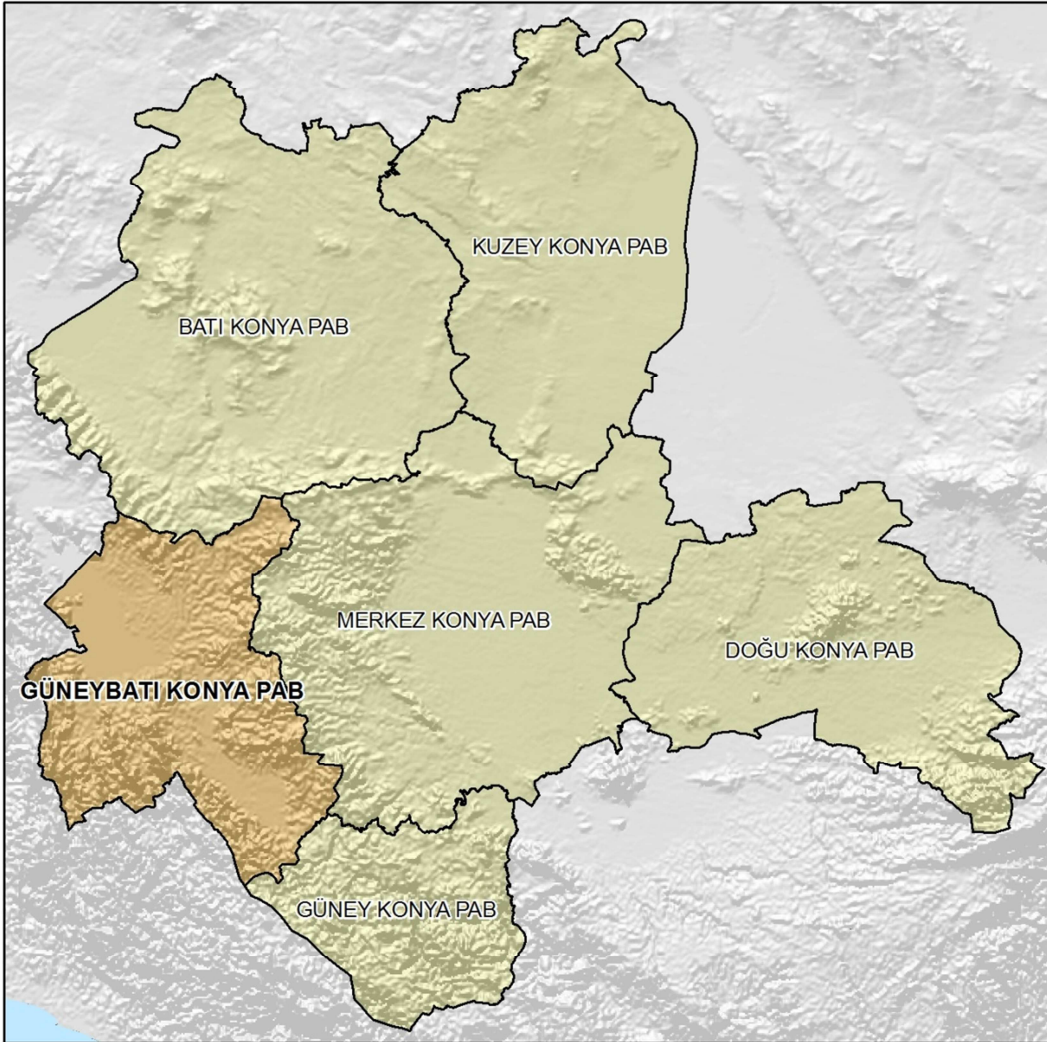 KUZEY KONYA PAB
BATI KONYA PAB
MERKEZ KONYA PAB
DOĞU KONYA PAB
GÜNEYBATI KONYA PAB
GÜNEY KONYA PAB